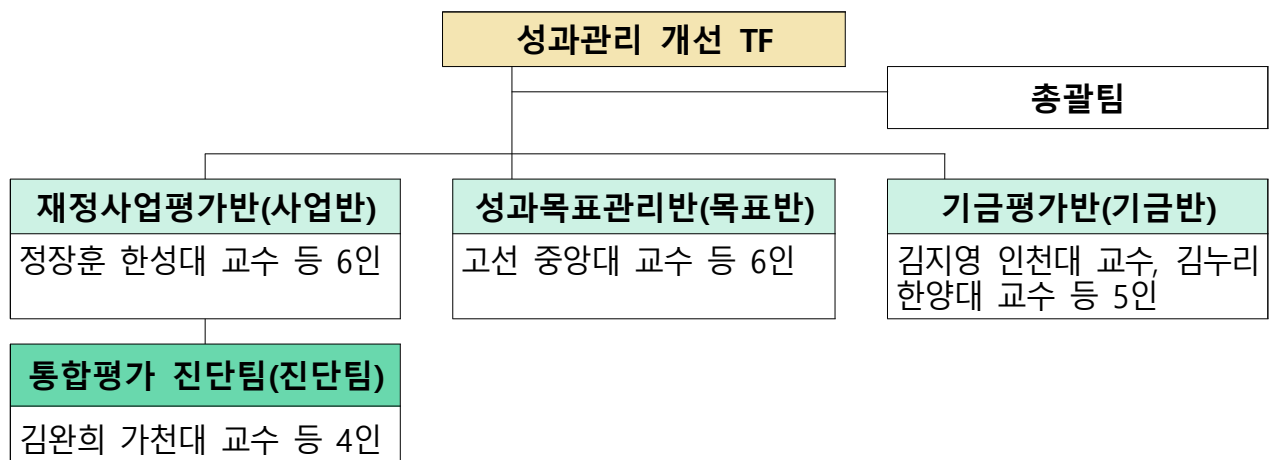 성과관리 개선 TF
총괄팀
재정사업평가반(사업반)
정장훈 한성대 교수 등 6인
성과목표관리반(목표반)
고선 중앙대 교수 등 6인
기금평가반(기금반)
김지영 인천대 교수, 김누리
한양대 교수 등 5인
통합평가 진단팀(진단팀)
김완희 가천대 교수 등 4인